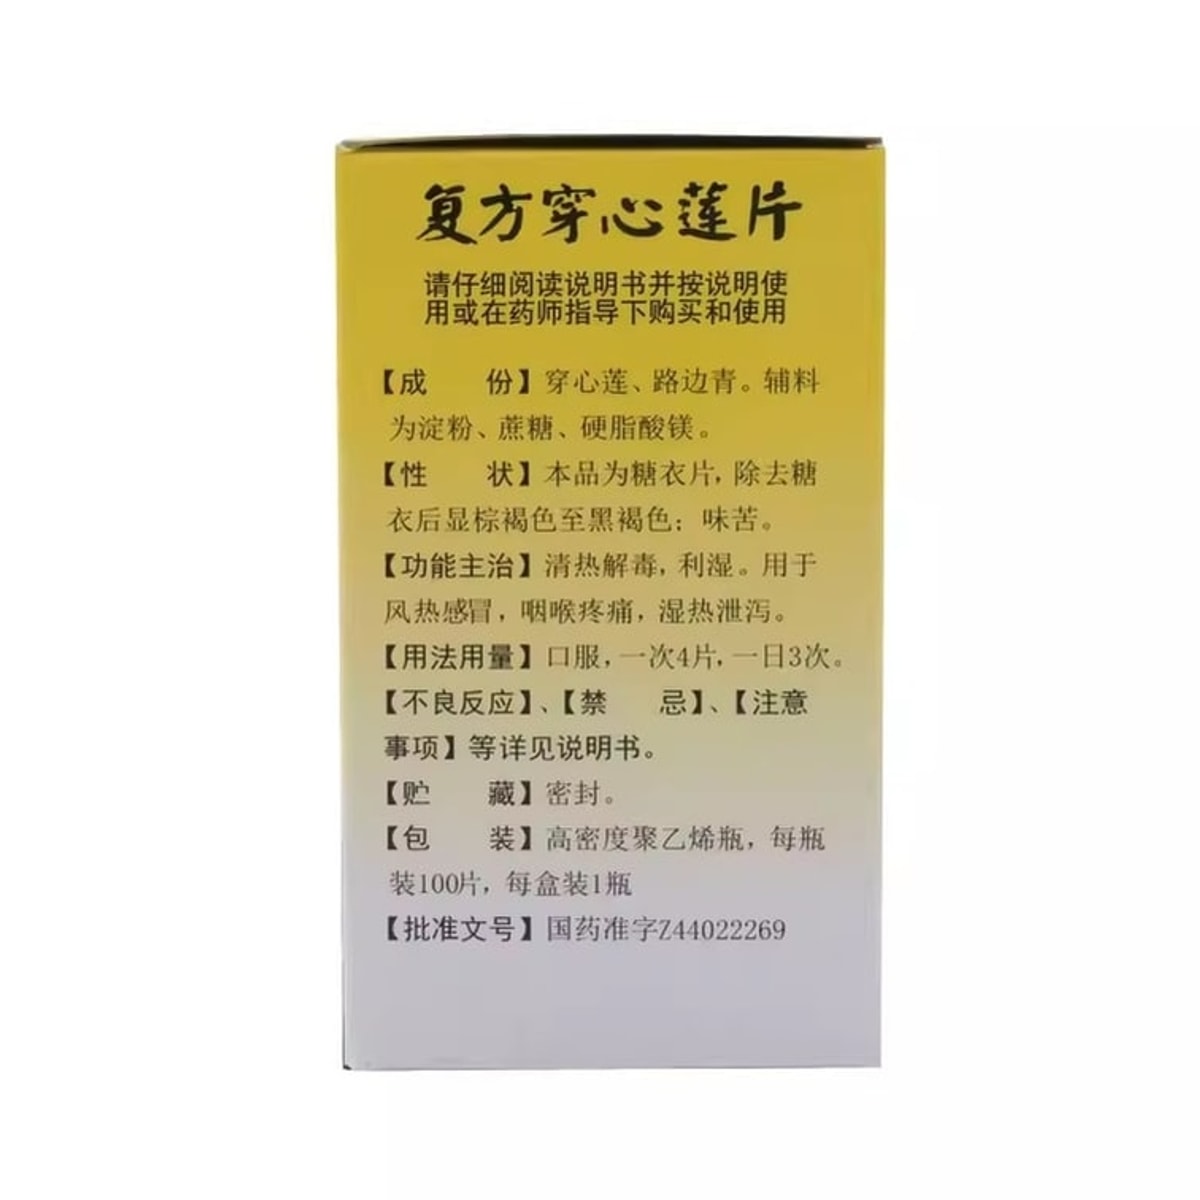 复方穿心莲片
请仔细阅读说明书并按说明使
用或在药师指导下购买和使用
【成　　份】穿心莲、路边青。辅料
为淀粉、蔗糖、硬脂酸镁。
【性　　状】本品为糖衣片，除去糖
衣后显棕褐色至黑褐色；味苦。
【功能主治】清热解毒，利湿。用于
风热感冒，咽喉疼痛，湿热泄泻。
【用法用量】口服，一次4片，一日3次。
【不良反应】、【禁　　忌】、【注意
事项】等详见说明书。
【贮　　藏】密封。
【包　　装】高密度聚乙烯瓶，每瓶
装100片，每盒装1瓶
【批准文号】国药准字Z44022269